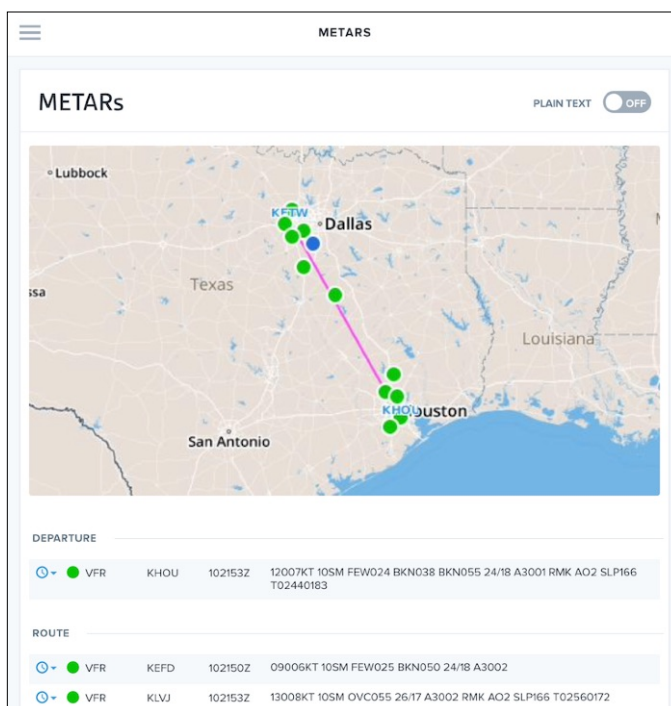 METARS
METARs
PLAIN TEXT OFF
Lubbock
KFTW
Dallas
Texas
Louisiana
KHOU
San Antonio
DEPARTURE
VFR KHOU 102153Z 12007KT 10SM FEW024 BKN038 BKN055 24/18 A3001 RMK AO2 SLP166
T02440183
ROUTE
VFR KEFD 102150Z 09006KT 10SM FEW025 BKN050 24/18 A3002
VFR KLVJ 102153Z 13008KT 10SM OVC055 26/17 A3002 RMK AO2 SLP166 T02560172